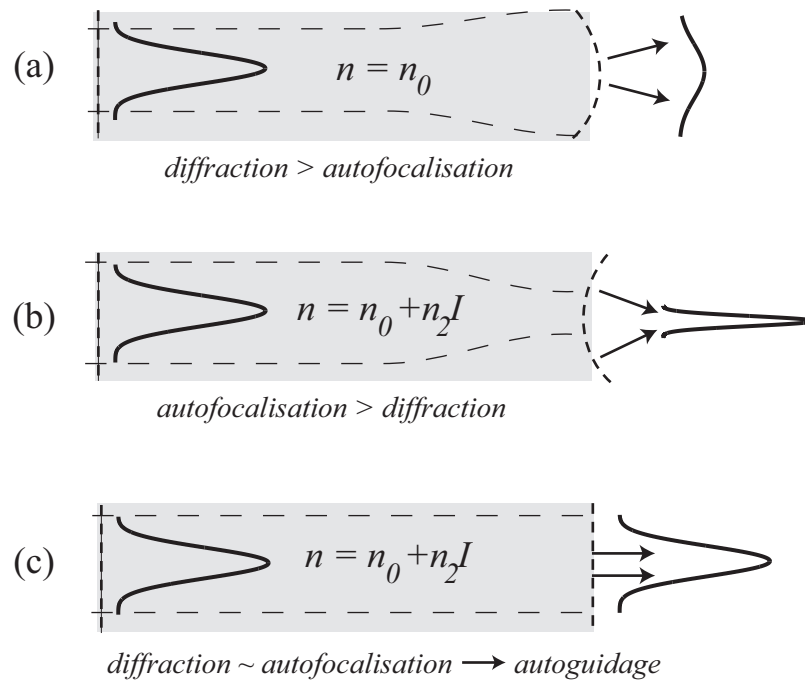 (a)
n = n₀
diffraction > autofocalisation
(b)
n = n₀ +n₂I
autofocalisation > diffraction
(c)
n = n₀ +n₂I
diffraction ~ autofocalisation → autoguidage